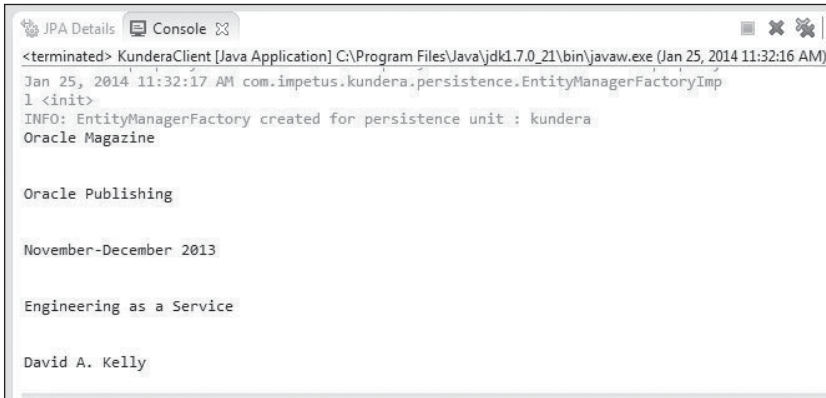 JPA Details Console
<terminated> KunderaClient [Java Application] C:\Program Files\Java\jdk1.7.0_21\bin\javaw.exe (Jan 25, 2014 11:32:16 AM)
Jan 25, 2014 11:32:17 AM com.impetus.kundera.persistence.EntityManagerFactoryImp
l <init>
INFO: EntityManagerFactory created for persistence unit : kundera
Oracle Magazine
Oracle Publishing
November-December 2013
Engineering as a Service
David A. Kelly